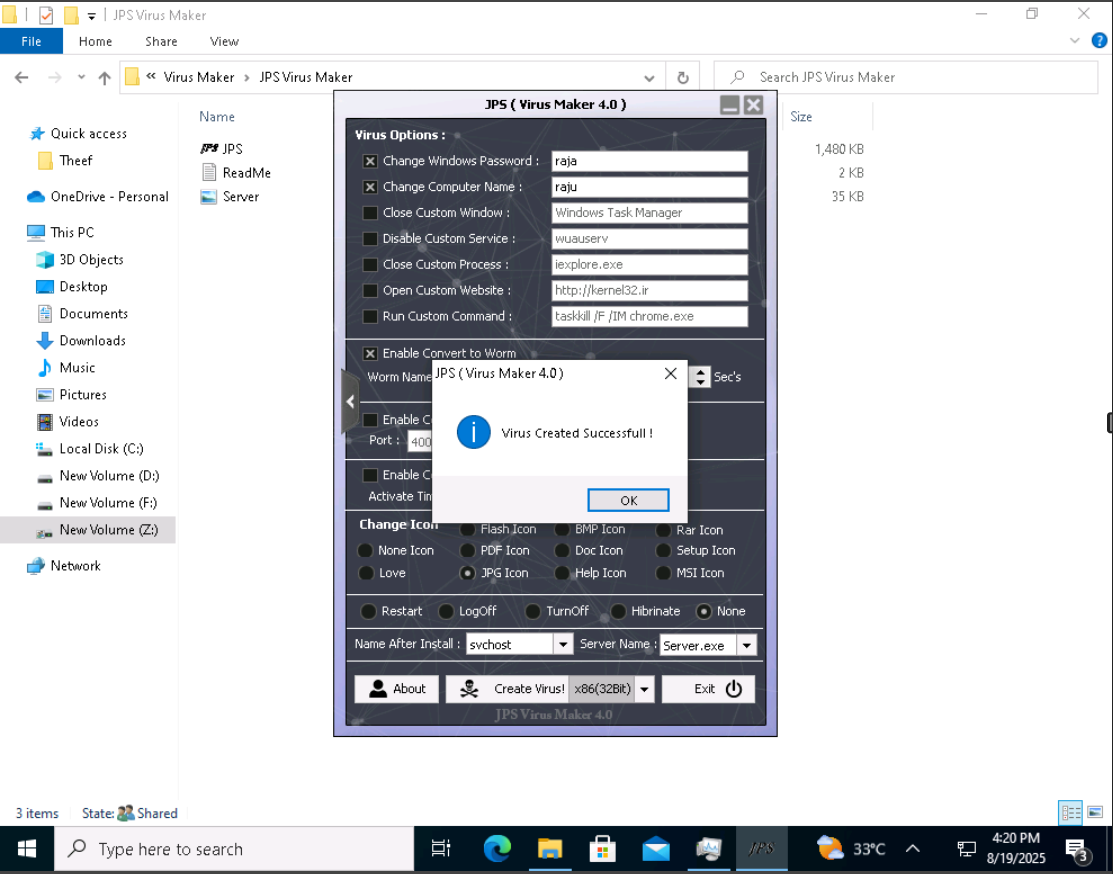 JPS Virus Maker
File Home Share View
« Virus Maker › JPS Virus Maker
Search JPS Virus Maker
Name
Size
Quick access
Theef
OneDrive - Personal
This PC
3D Objects
Desktop
Documents
Downloads
Music
Pictures
Videos
Local Disk (C:)
New Volume (D:)
New Volume (F:)
New Volume (Z:)
Network
JPS JPS 1,480 KB
ReadMe 2 KB
Server 35 KB
JPS ( Virus Maker 4.0 )
Virus Options :
Change Windows Password : raja
Change Computer Name : raju
Close Custom Window : Windows Task Manager
Disable Custom Service : wuauserv
Close Custom Process : iexplore.exe
Open Custom Website : http://kernel32.ir
Run Custom Command : taskkill /F /IM chrome.exe
Enable Convert to Worm
Worm Name Sec's
JPS ( Virus Maker 4.0 )
Virus Created Successfull !
OK
Enable C
Port : 400
Enable C
Activate Tim
Change Icon
Flash Icon BMP Icon Rar Icon
None Icon PDF Icon Doc Icon Setup Icon
Love JPG Icon Help Icon MSI Icon
Restart LogOff TurnOff Hibrinate None
Name After Install : svchost Server Name : Server.exe
About Create Virus! x86(32Bit) Exit
JPS Virus Maker 4.0
3 items State: Shared
Type here to search
JPS
33°C
4:20 PM
8/19/2025
3